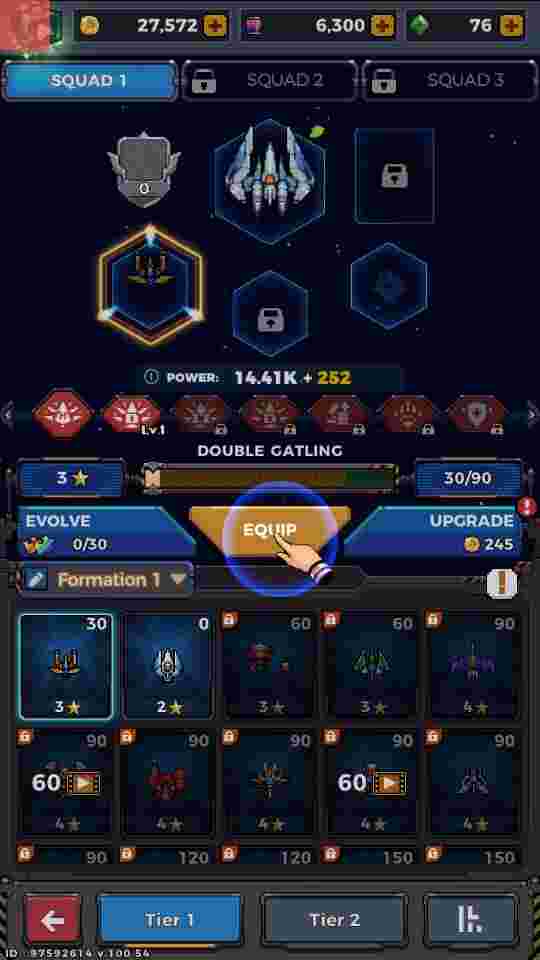 27,572 6,300 76
SQUAD 1 SQUAD 2 SQUAD 3
0
POWER: 14.41K + 252
Lv.1
DOUBLE GATLING
3 30/90
EVOLVE EQUIP UPGRADE
0/30 245
Formation 1
30 0 60 60 90
3 2 3 3 4
90 90 90 90 90
60 60
4 4 4 4 4
90 120 120 150 150
Tier 1 Tier 2
ID : 97592614 v.100.54